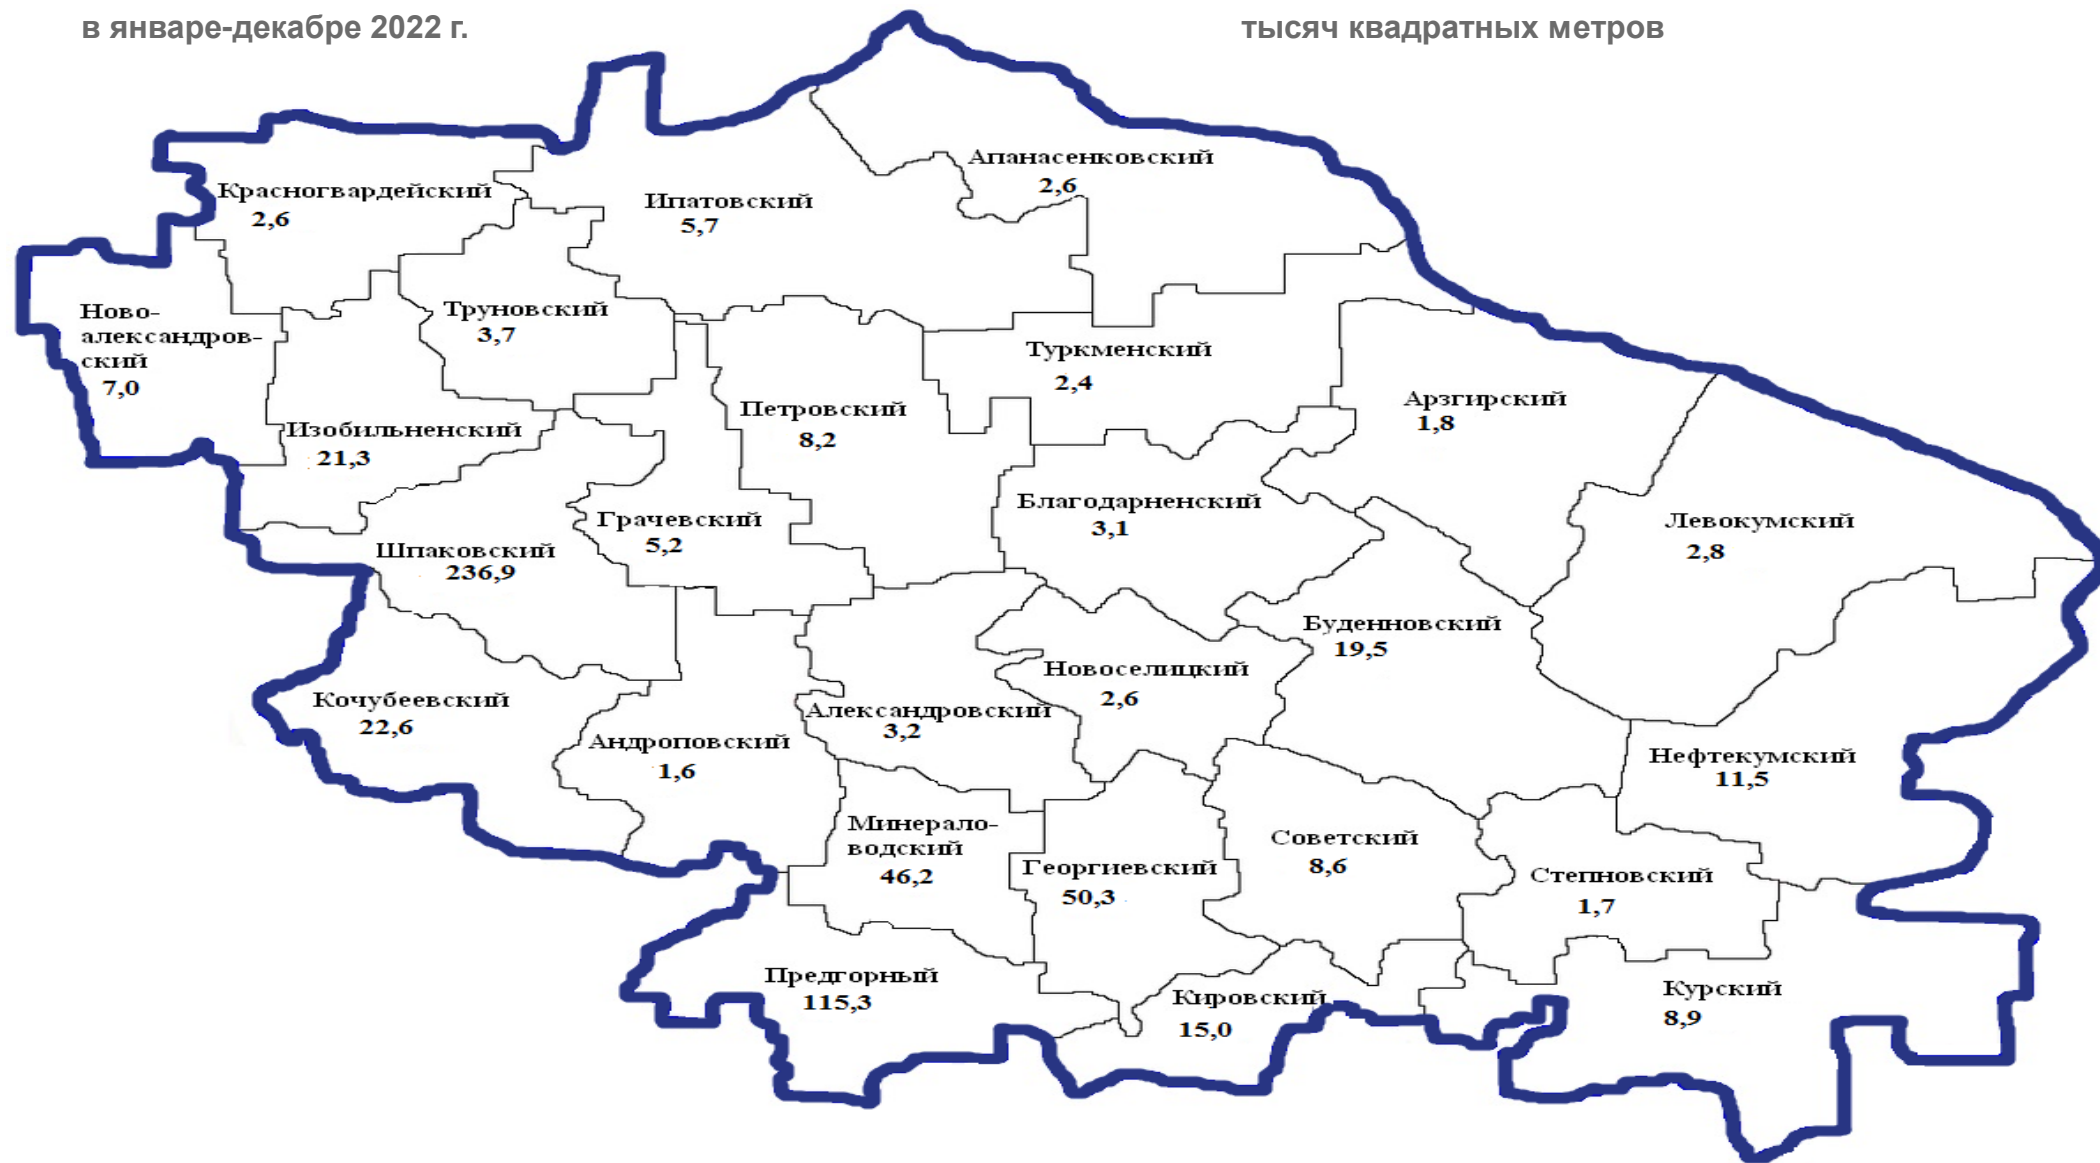 в январе-декабре 2022 г.
тысяч квадратных метров
Апанасенковский
2,6
Красногвардейский
2,6
Ипатовский
5,7
Ново-
александров-
ский
7,0
Труновский
3,7
Туркменский
2,4
Арзгирский
1,8
Петровский
8,2
Изобильненский
21,3
Благодарненский
3,1
Левокумский
2,8
Грачевский
5,2
Шпаковский
236,9
Буденновский
19,5
Новоселицкий
2,6
Кочубеевский
22,6
Александровский
3,2
Андроповский
1,6
Нефтекумский
11,5
Минерало-
водский
46,2
Георгиевский
50,3
Советский
8,6
Степновский
1,7
Предгорный
115,3
Кировский
15,0
Курский
8,9